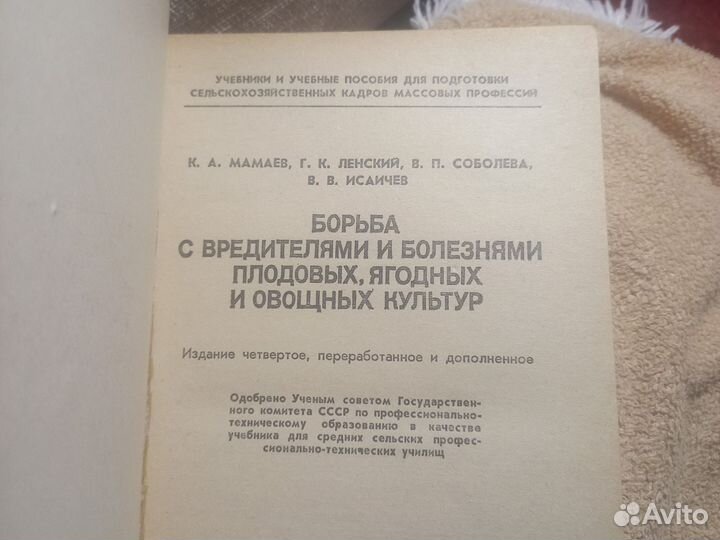 УЧЕБНИКИ И УЧЕБНЫЕ ПОСОБИЯ ДЛЯ ПОДГОТОВКИ
СЕЛЬСКОХОЗЯЙСТВЕННЫХ КАДРОВ МАССОВЫХ ПРОФЕССИЙ
К. А. МАМАЕВ, Г. К. ЛЕНСКИЙ, В. П. СОБОЛЕВА,
В. В. ИСАИЧЕВ
БОРЬБА
С ВРЕДИТЕЛЯМИ И БОЛЕЗНЯМИ
ПЛОДОВЫХ, ЯГОДНЫХ
И ОВОЩНЫХ КУЛЬТУР
Издание четвертое, переработанное и дополненное
Одобрено Ученым советом Государствен-
ного комитета СССР по профессионально-
техническому образованию в качестве
учебника для средних сельских профес-
сионально-технических училищ
Avito